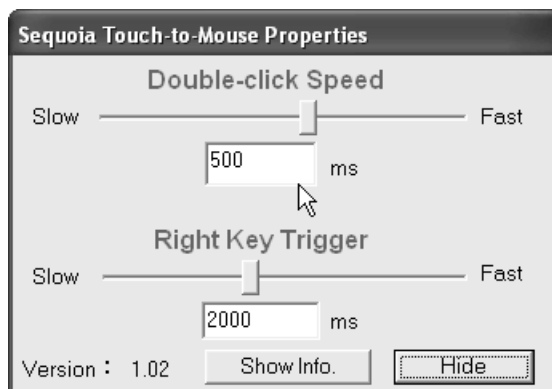 Sequoia Touch-to-Mouse Properties
Double-click Speed
Slow Fast
500 ms
Right Key Trigger
Slow Fast
2000 ms
Version : 1.02 Show Info. Hide